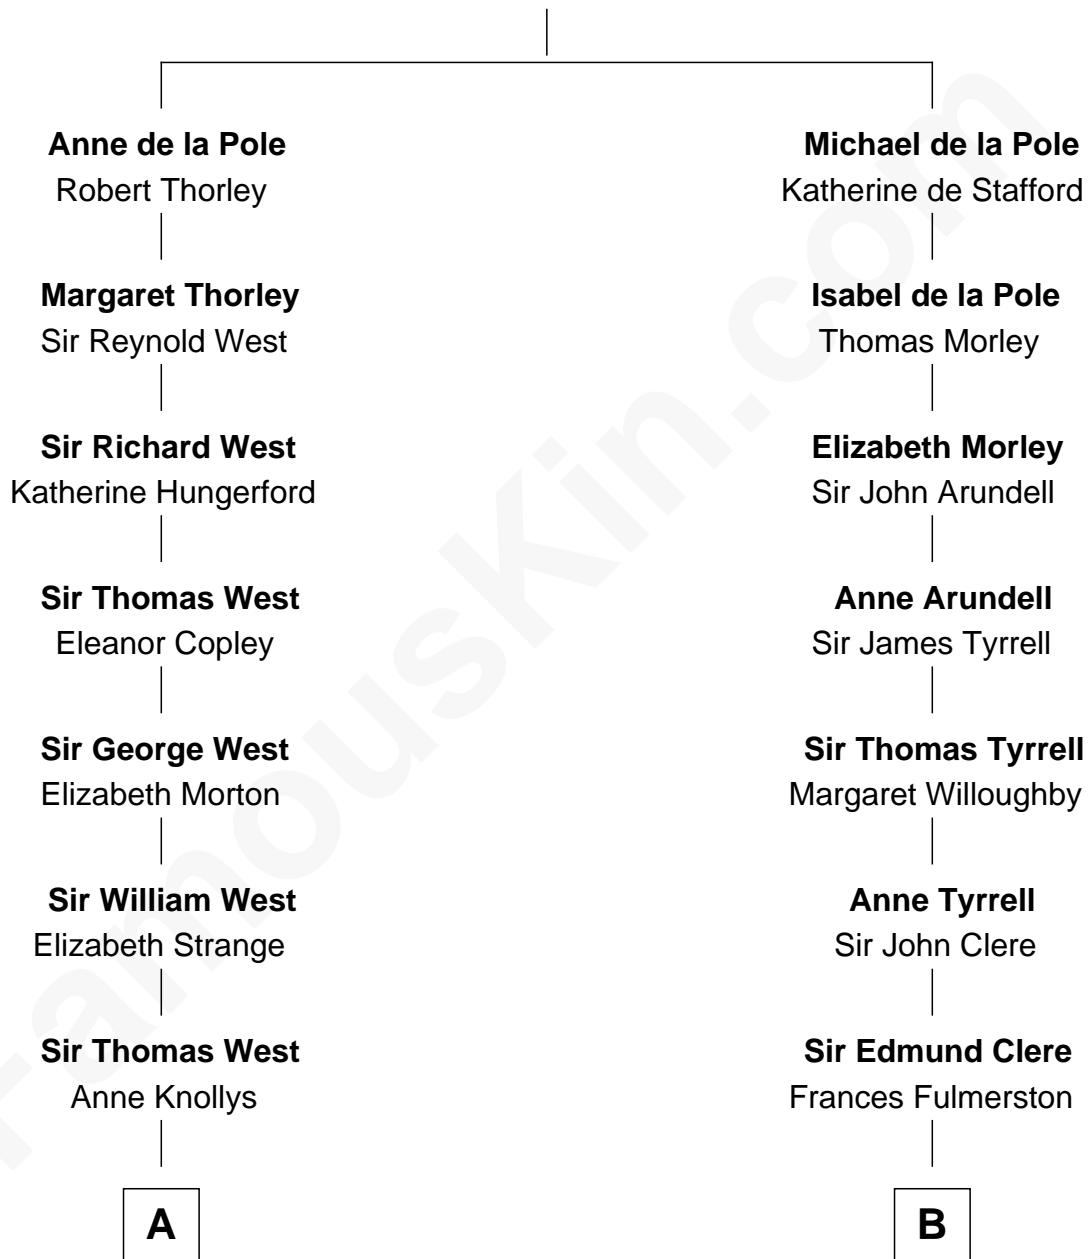 Anne de la Pole
Robert Thorley
Margaret Thorley
Sir Reynold West
Sir Richard West
Katherine Hungerford
Sir Thomas West
Eleanor Copley
Sir George West
Elizabeth Morton
Sir William West
Elizabeth Strange
Sir Thomas West
Anne Knollys
A
Michael de la Pole
Katherine de Stafford
Isabel de la Pole
Thomas Morley
Elizabeth Morley
Sir John Arundell
Anne Arundell
Sir James Tyrrell
Sir Thomas Tyrrell
Margaret Willoughby
Anne Tyrrell
Sir John Clere
Sir Edmund Clere
Frances Fulmerston
B
FamousKin.com